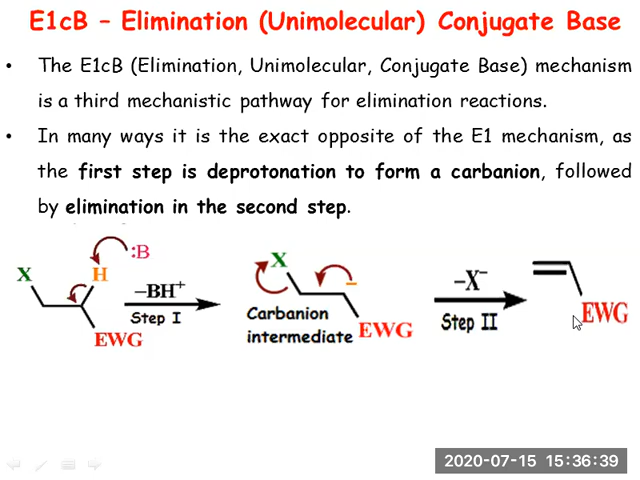 E1cB – Elimination (Unimolecular) Conjugate Base
• The E1cB (Elimination, Unimolecular, Conjugate Base) mechanism
is a third mechanistic pathway for elimination reactions.
• In many ways it is the exact opposite of the E1 mechanism, as
the first step is deprotonation to form a carbanion, followed
by elimination in the second step.
:B
X H
–BH⁺
Step I
EWG
X
–
Carbanion
intermediate
EWG
–X⁻
Step II
EWG
2020-07-15 15:36:39